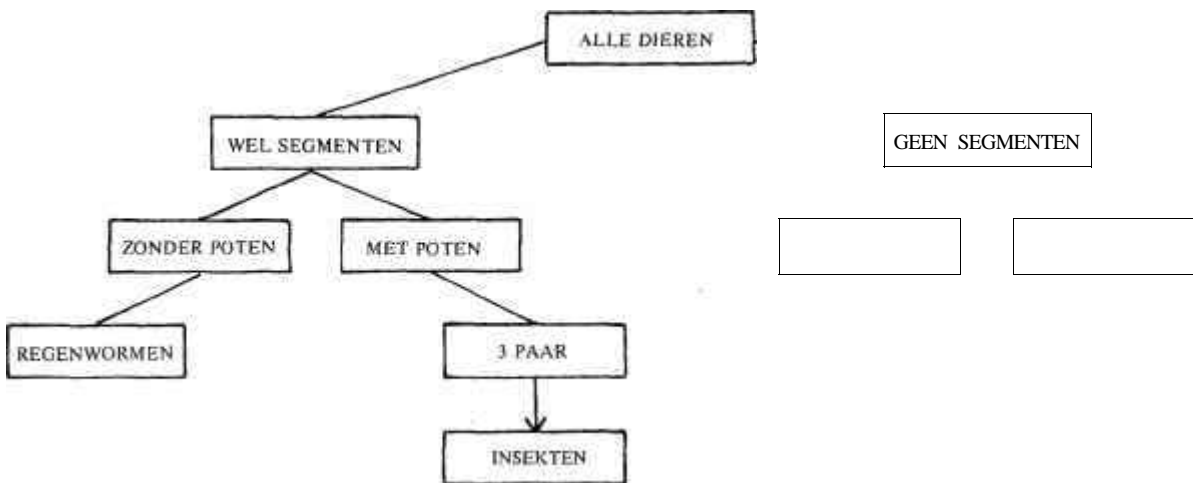 ALLE DIEREN
WEL SEGMENTEN
GEEN SEGMENTEN
ZONDER POTEN
MET POTEN
REGENWORMEN
3 PAAR
INSEKTEN